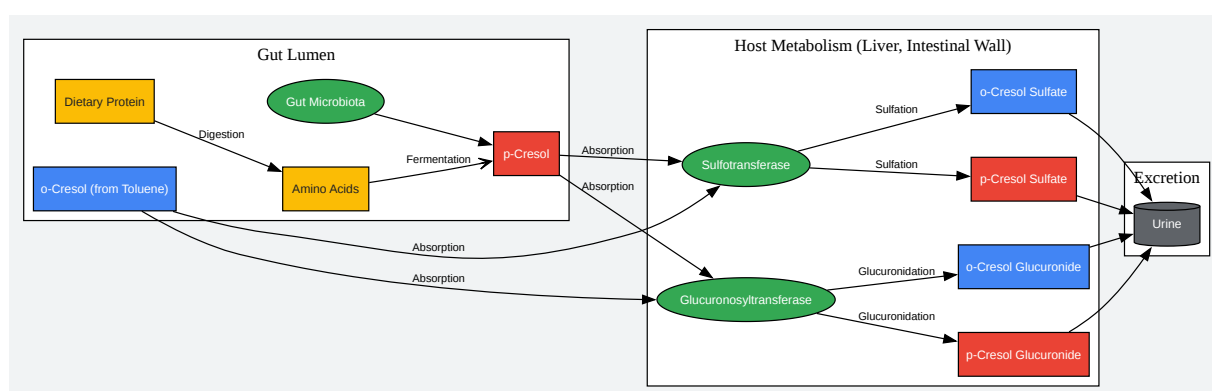 Gut Lumen
Dietary Protein
Gut Microbiota
Digestion
Fermentation
p-Cresol
o-Cresol (from Toluene)
Amino Acids
Absorption
Absorption
Absorption
Absorption
Host Metabolism (Liver, Intestinal Wall)
Sulfotransferase
Sulfation
Sulfation
o-Cresol Sulfate
p-Cresol Sulfate
Glucuronosyltransferase
Glucuronidation
Glucuronidation
o-Cresol Glucuronide
p-Cresol Glucuronide
Excretion
Urine